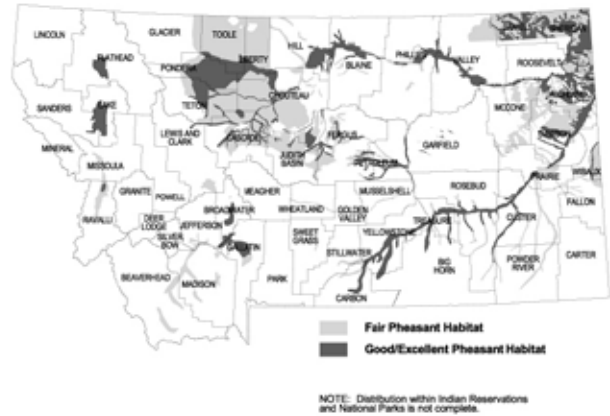 LINCOLN
GLACIER
TOOLE
LIBERTY
HILL
BLAINE
PHILLIPS
VALLEY
SHERIDAN
ROOSEVELT
FLATHEAD
PONDERA
CHOUTEAU
TETON
SANDERS
LAKE
MINERAL
LEWIS AND
CLARK
CASCADE
JUDITH
BASIN
FERGUS
PETROLEUM
GARFIELD
MCCONE
RICHLAND
DAWSON
PRAIRIE
WIBAUX
MISSOULA
GRANITE
POWELL
MEAGHER
MUSSELSHELL
ROSEBUD
FALLON
RAVALLI
DEER
LODGE
BROADWATER
JEFFERSON
WHEATLAND
GOLDEN
VALLEY
TREASURE
CUSTER
SILVER
BOW
GALLATIN
SWEET
GRASS
STILLWATER
YELLOWSTONE
BIG
HORN
POWDER
RIVER
CARTER
BEAVERHEAD
MADISON
PARK
CARBON
Fair Pheasant Habitat
Good/Excellent Pheasant Habitat
NOTE: Distribution within Indian Reservations
and National Parks is not complete.